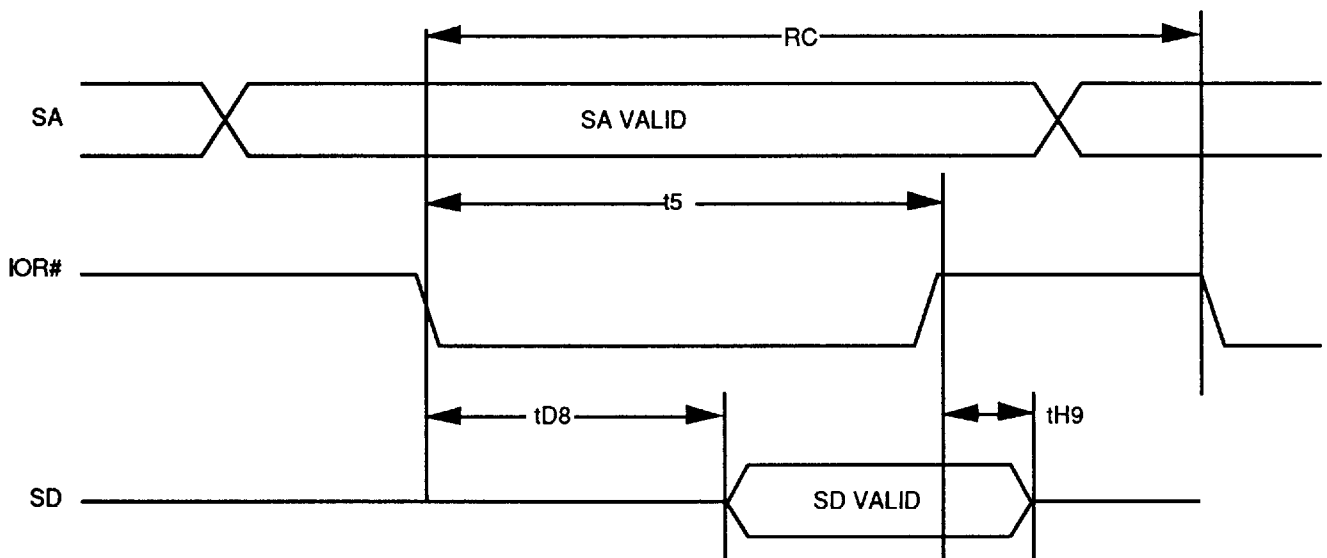 RC
SA
SA VALID
t5
IOR#
tD8
tH9
SD
SD VALID